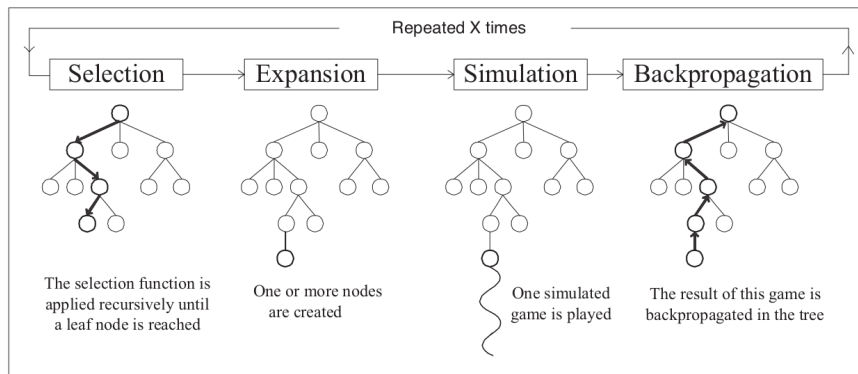 Repeated X times
Selection
Expansion
Simulation
Backpropagation
The selection function is
applied recursively until
a leaf node is reached
One or more nodes
are created
One simulated
game is played
The result of this game is
backpropagated in the tree